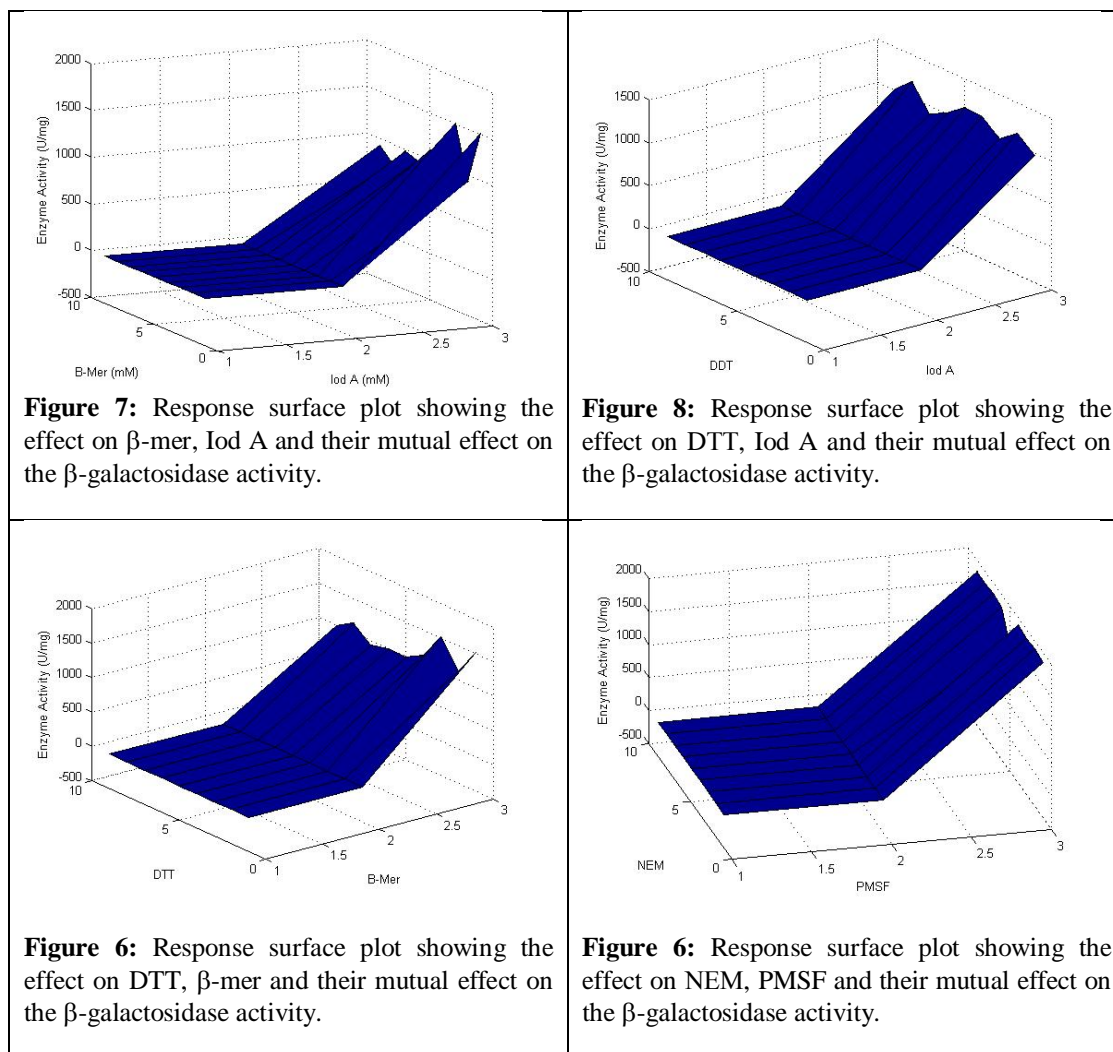 2000
1500
1000
500
0
-500
10
5
0
1
1.5
2
2.5
3
Enzyme Activity (U/mg)
B-Mer (mM)
Iod A (mM)
Figure 7: Response surface plot showing the
effect on β-mer, Iod A and their mutual effect on
the β-galactosidase activity.
1500
1000
500
0
-500
10
5
0
1
1.5
2
2.5
3
Enzyme Activity (U/mg)
DDT
Iod A
Figure 8: Response surface plot showing the
effect on DTT, Iod A and their mutual effect on
the β-galactosidase activity.
2000
1500
1000
500
0
-500
10
5
0
1
1.5
2
2.5
3
Enzyme Activity (U/mg)
DTT
B-Mer
Figure 6: Response surface plot showing the
effect on DTT, β-mer and their mutual effect on
the β-galactosidase activity.
2000
1500
1000
500
0
-500
10
5
0
1
1.5
2
2.5
3
Enzyme Activity (U/mg)
NEM
PMSF
Figure 6: Response surface plot showing the
effect on NEM, PMSF and their mutual effect on
the β-galactosidase activity.